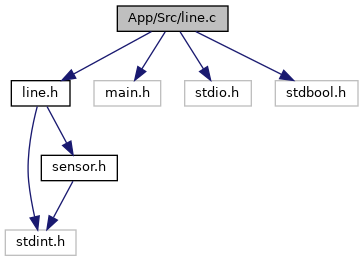 App/Src/line.c
line.h
main.h
stdio.h
stdbool.h
sensor.h
stdint.h